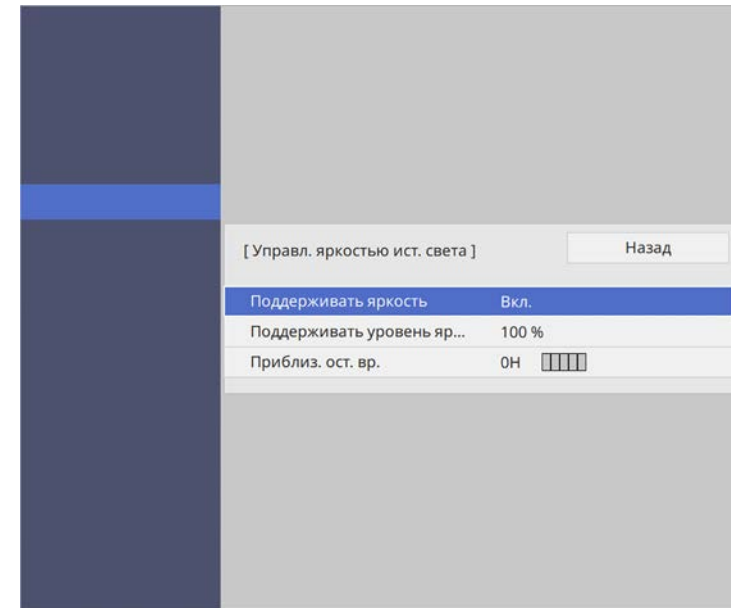 [ Управл. яркостью ист. света ] Назад
Поддерживать яркость Вкл.
Поддерживать уровень яр... 100 %
Приблиз. ост. вр. 0H